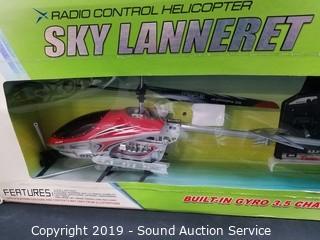 RADIO CONTROL HELICOPTER
SKY LANNERET
FEATURES
BUILT-IN GYRO 3.5 CHA
Copyright 2019 - Sound Auction Service